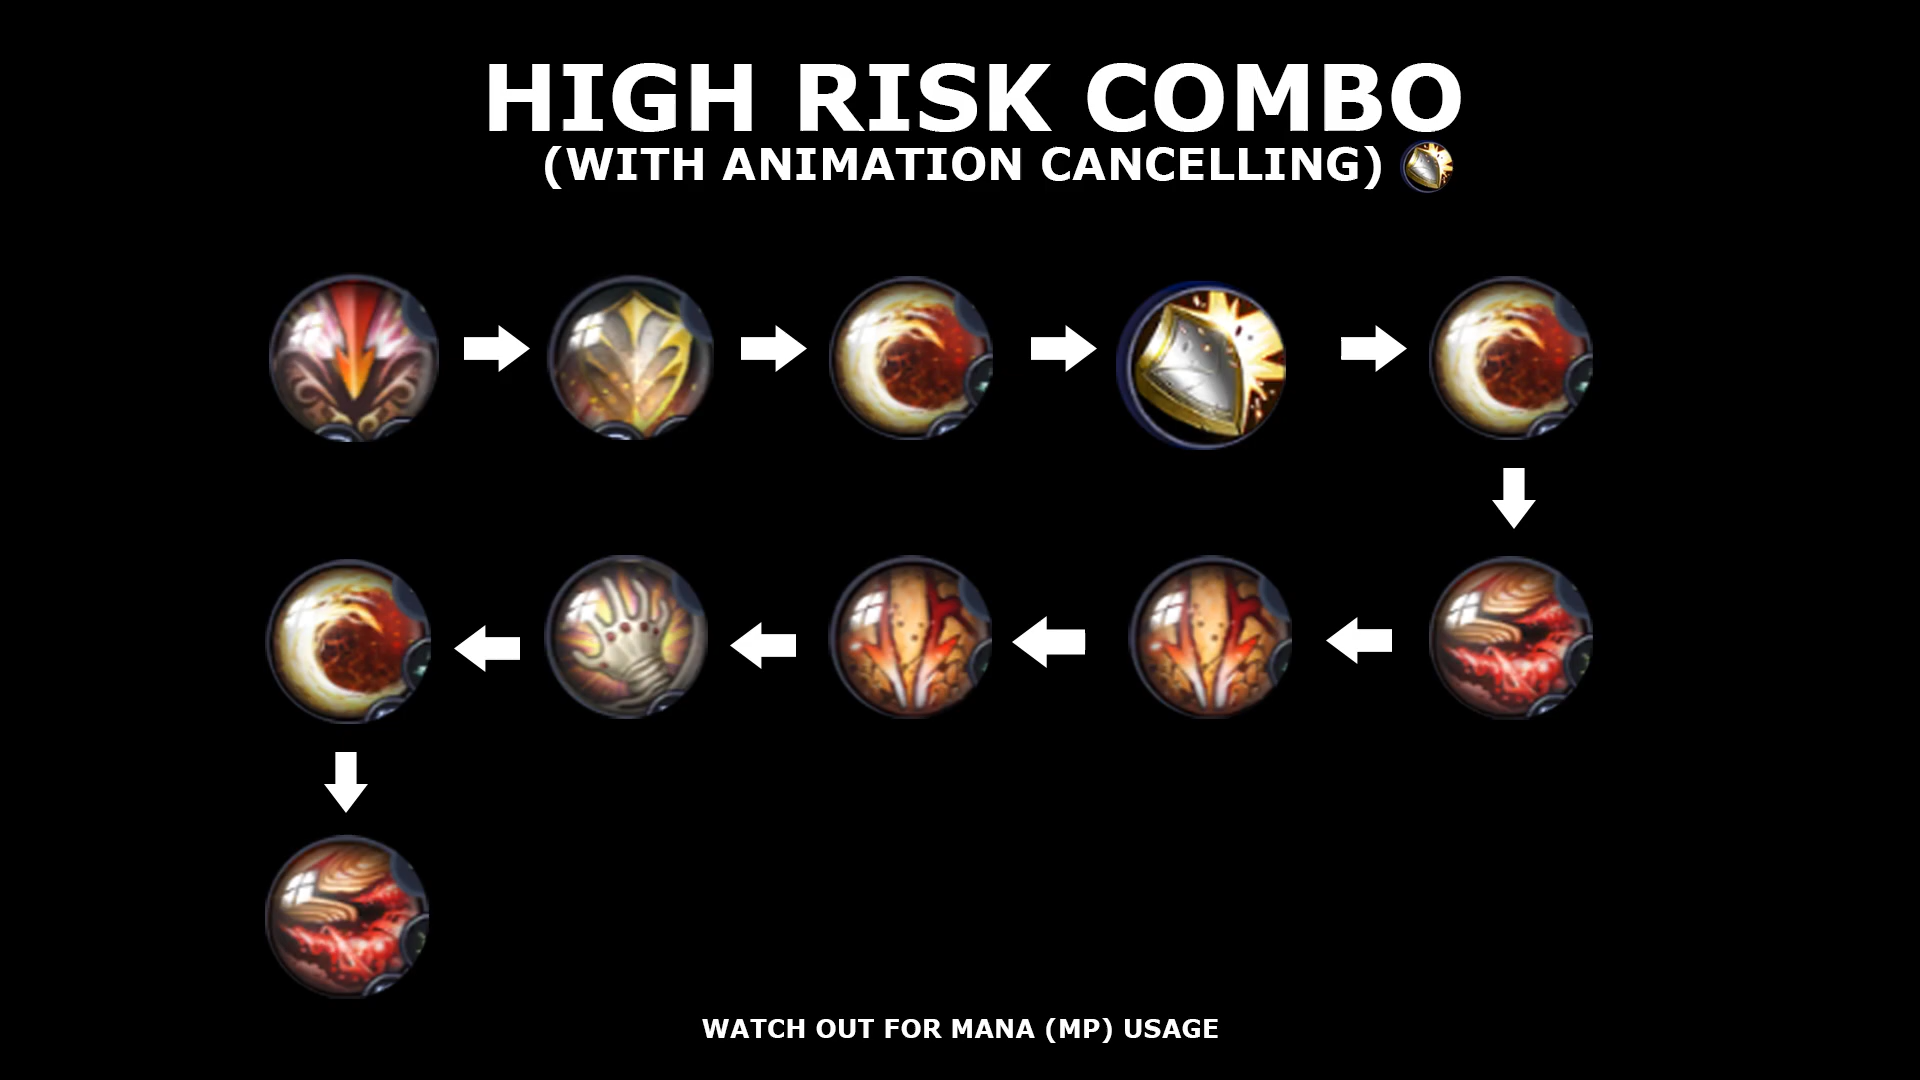 HIGH RISK COMBO
(WITH ANIMATION CANCELLING)
WATCH OUT FOR MANA (MP) USAGE